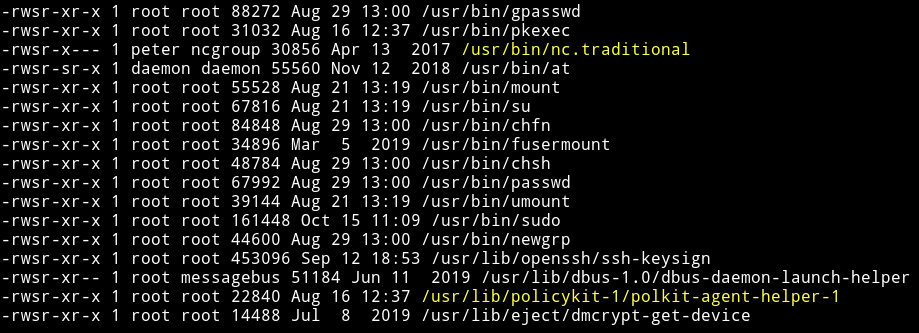 -rwsr-xr-x 1 root root 88272 Aug 29 13:00 /usr/bin/gpasswd
-rwsr-xr-x 1 root root 31032 Aug 16 12:37 /usr/bin/pkexec
-rwsr-x--- 1 peter ncgroup 30856 Apr 13  2017 /usr/bin/nc.traditional
-rwsr-sr-x 1 daemon daemon 55560 Nov 12  2018 /usr/bin/at
-rwsr-xr-x 1 root root 55528 Aug 21 13:19 /usr/bin/mount
-rwsr-xr-x 1 root root 67816 Aug 21 13:19 /usr/bin/su
-rwsr-xr-x 1 root root 84848 Aug 29 13:00 /usr/bin/chfn
-rwsr-xr-x 1 root root 34896 Mar  5  2019 /usr/bin/fusermount
-rwsr-xr-x 1 root root 48784 Aug 29 13:00 /usr/bin/chsh
-rwsr-xr-x 1 root root 67992 Aug 29 13:00 /usr/bin/passwd
-rwsr-xr-x 1 root root 39144 Aug 21 13:19 /usr/bin/umount
-rwsr-xr-x 1 root root 161448 Oct 15 11:09 /usr/bin/sudo
-rwsr-xr-x 1 root root 44600 Aug 29 13:00 /usr/bin/newgrp
-rwsr-xr-x 1 root root 453096 Sep 12 18:53 /usr/lib/openssh/ssh-keysign
-rwsr-xr-- 1 root messagebus 51184 Jun 11  2019 /usr/lib/dbus-1.0/dbus-daemon-launch-helper
-rwsr-xr-x 1 root root 22840 Aug 16 12:37 /usr/lib/policykit-1/polkit-agent-helper-1
-rwsr-xr-x 1 root root 14488 Jul  8  2019 /usr/lib/eject/dmcrypt-get-device